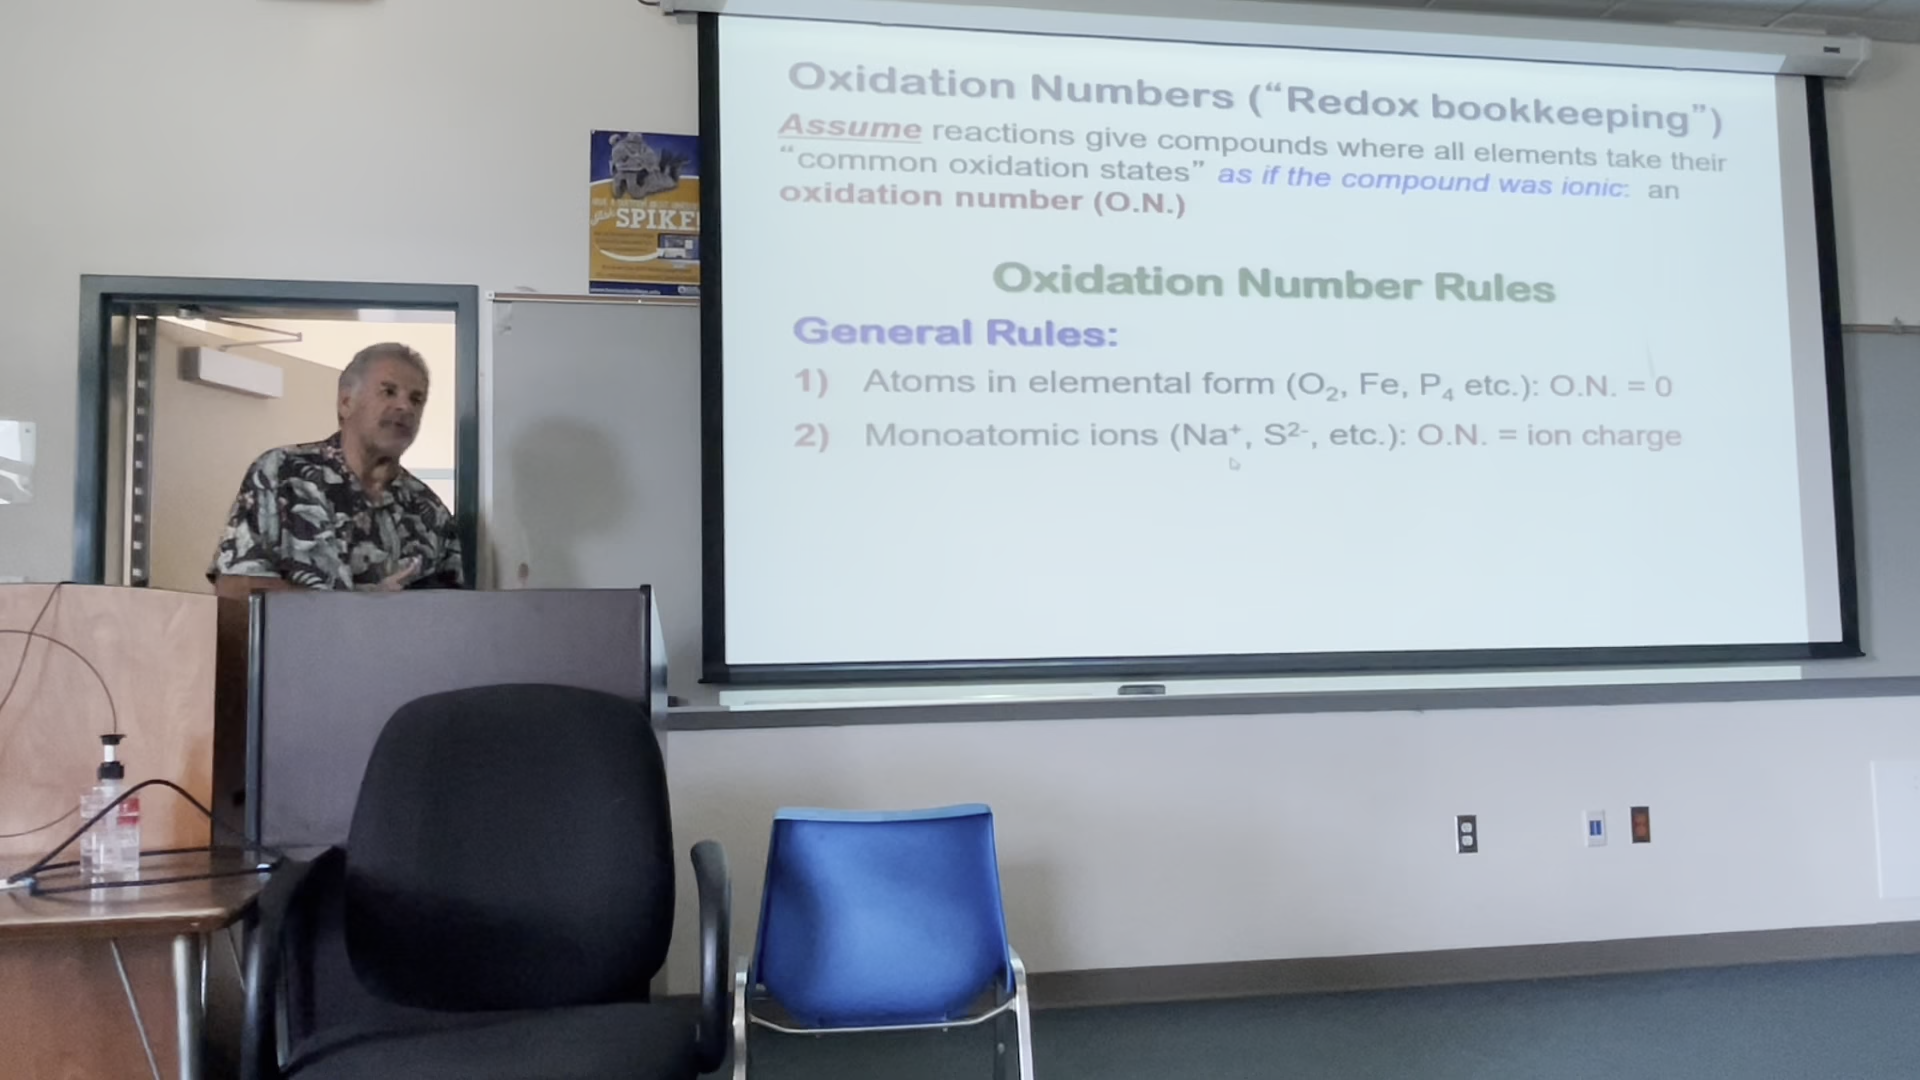 Oxidation Numbers (“Redox bookkeeping”)
Assume reactions give compounds where all elements take their
“common oxidation states” as if the compound was ionic: an
oxidation number (O.N.)
Oxidation Number Rules
General Rules:
1) Atoms in elemental form (O₂, Fe, P₄ etc.): O.N. = 0
2) Monoatomic ions (Na⁺, S²⁻, etc.): O.N. = ion charge
SPIKE